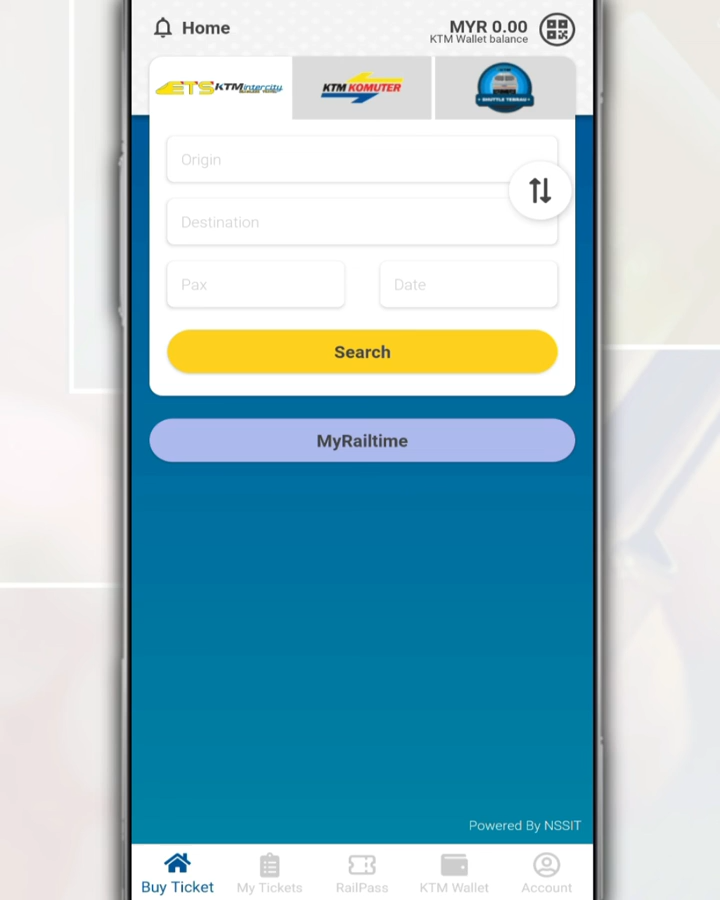 Home
MYR 0.00
KTM Wallet balance
ETS KTM intercity
KTM KOMUTER
SHUTTLE TEBRAU
Origin
Destination
Pax
Date
Search
MyRailtime
Powered By NSSIT
Buy Ticket
My Tickets
RailPass
KTM Wallet
Account